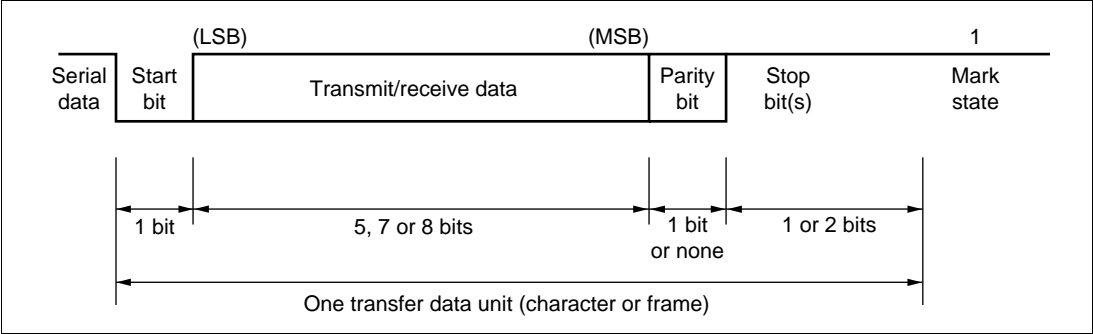 (LSB)
(MSB)
1
Serial
data
Start
bit
Transmit/receive data
Parity
bit
Stop
bit(s)
Mark
state
1 bit
5, 7 or 8 bits
1 bit
or none
1 or 2 bits
One transfer data unit (character or frame)